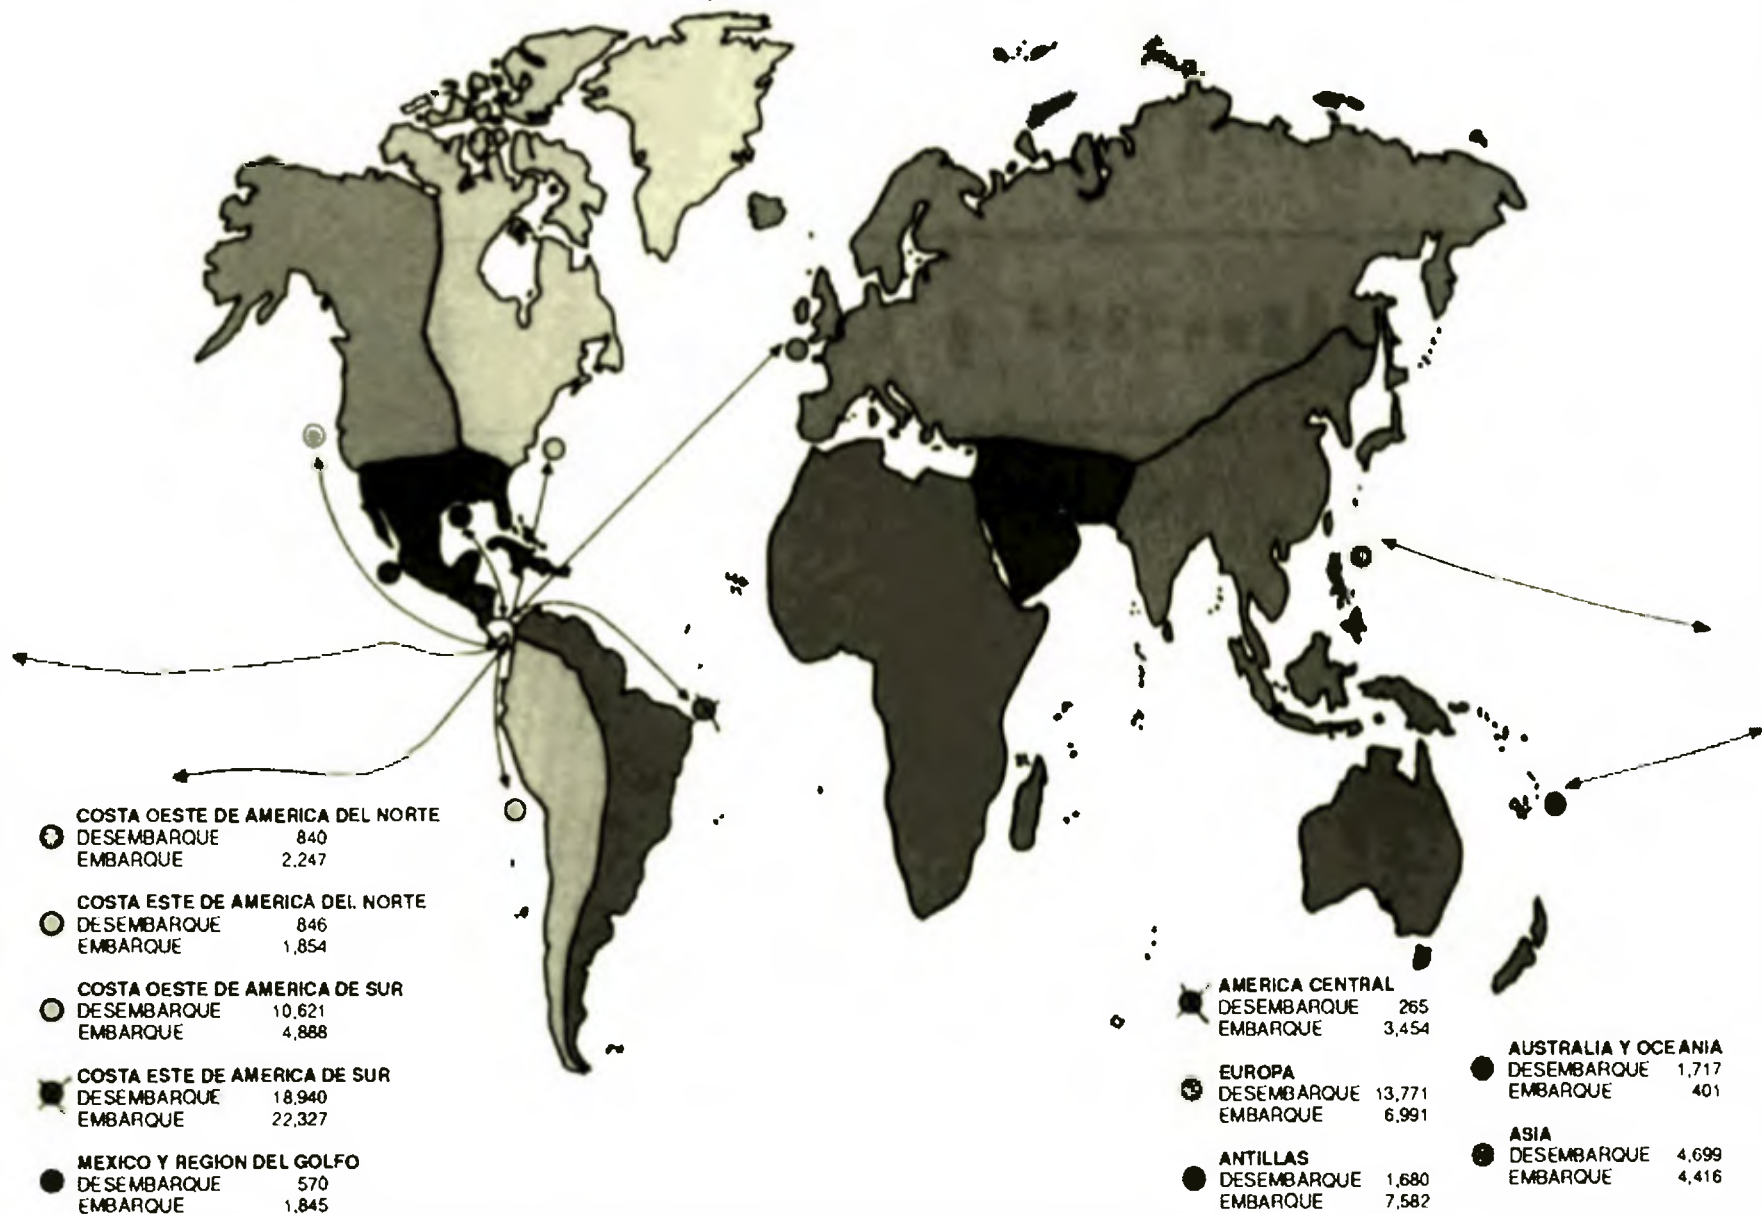 COSTA OESTE DE AMERICA DEL NORTE
DESEMBARQUE 840
EMBARQUE 2,247
COSTA ESTE DE AMERICA DEL NORTE
DESEMBARQUE 846
EMBARQUE 1,854
COSTA OESTE DE AMERICA DE SUR
DESEMBARQUE 10,621
EMBARQUE 4,888
COSTA ESTE DE AMERICA DE SUR
DESEMBARQUE 18,940
EMBARQUE 22,327
MEXICO Y REGION DEL GOLFO
DESEMBARQUE 570
EMBARQUE 1,845
AMERICA CENTRAL
DESEMBARQUE 265
EMBARQUE 3,454
EUROPA
DESEMBARQUE 13,771
EMBARQUE 6,991
ANTILLAS
DESEMBARQUE 1,680
EMBARQUE 7,582
AUSTRALIA Y OCEANIA
DESEMBARQUE 1,717
EMBARQUE 401
ASIA
DESEMBARQUE 4,699
EMBARQUE 4,416